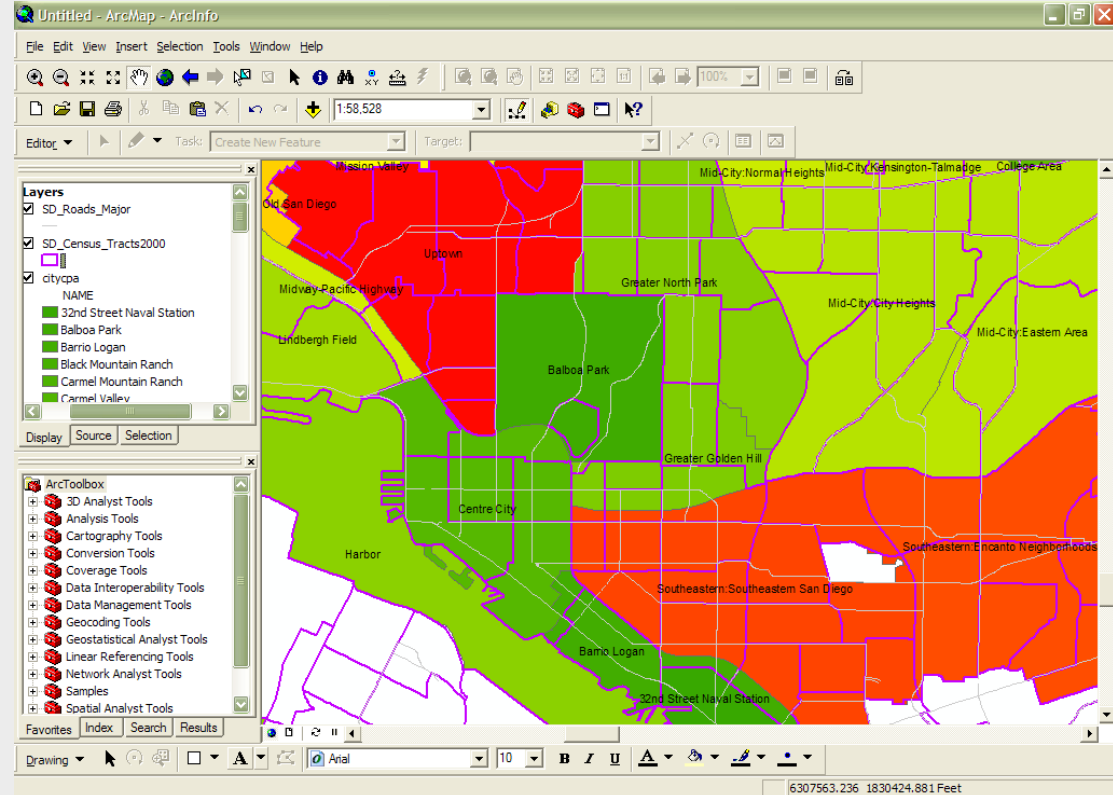 Untitled - ArcMap - ArcInfo
File Edit View Insert Selection Tools Window Help
100%
1:58,528
Editor Task: Create New Feature Target:
Layers
SD_Roads_Major
SD_Census_Tracts2000
citycpa
NAME
32nd Street Naval Station
Balboa Park
Barrio Logan
Black Mountain Ranch
Carmel Mountain Ranch
Carmel Valley
Display Source Selection
ArcToolbox
3D Analyst Tools
Analysis Tools
Cartography Tools
Conversion Tools
Coverage Tools
Data Interoperability Tools
Data Management Tools
Geocoding Tools
Geostatistical Analyst Tools
Linear Referencing Tools
Network Analyst Tools
Samples
Spatial Analyst Tools
Favorites Index Search Results
Mission Valley
Mid-City:Normal Heights
Mid-City:Kensington-Talmadge
College Area
Old San Diego
Uptown
Midway-Pacific Highway
Greater North Park
Mid-City:City Heights
Lindbergh Field
Mid-City:Eastern Area
Balboa Park
Greater Golden Hill
Centre City
Harbor
Southeastern:Encanto Neighborhoods
Southeastern:Southeastern San Diego
Barrio Logan
32nd Street Naval Station
Drawing A Arial 10 B I U A
6307563.236 1830424.881 Feet